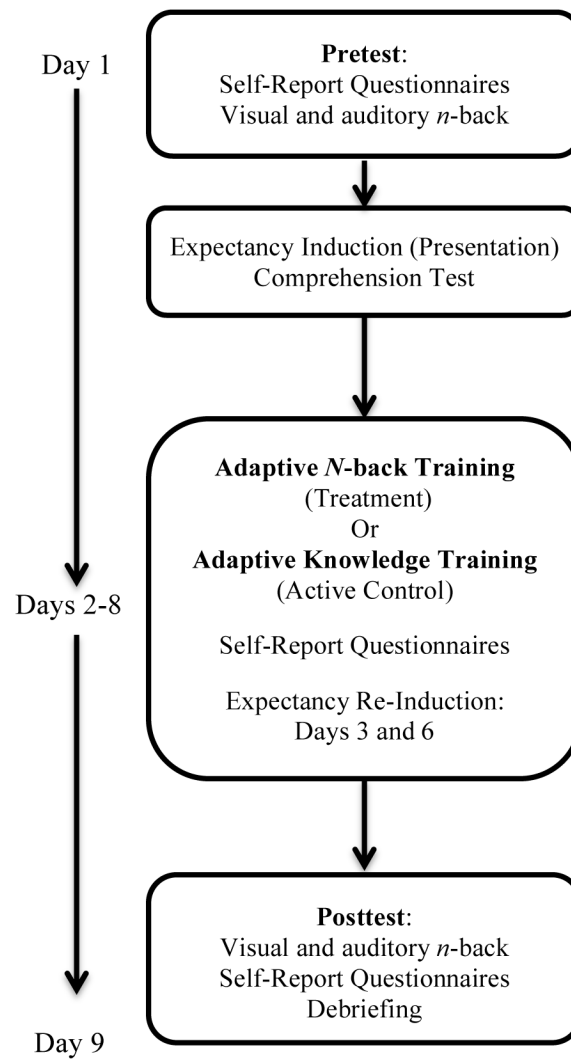 Day 1
Pretest:
Self-Report Questionnaires
Visual and auditory n-back
Expectancy Induction (Presentation)
Comprehension Test
Days 2-8
Adaptive N-back Training
(Treatment)
Or
Adaptive Knowledge Training
(Active Control)
Self-Report Questionnaires
Expectancy Re-Induction:
Days 3 and 6
Posttest:
Visual and auditory n-back
Self-Report Questionnaires
Debriefing
Day 9